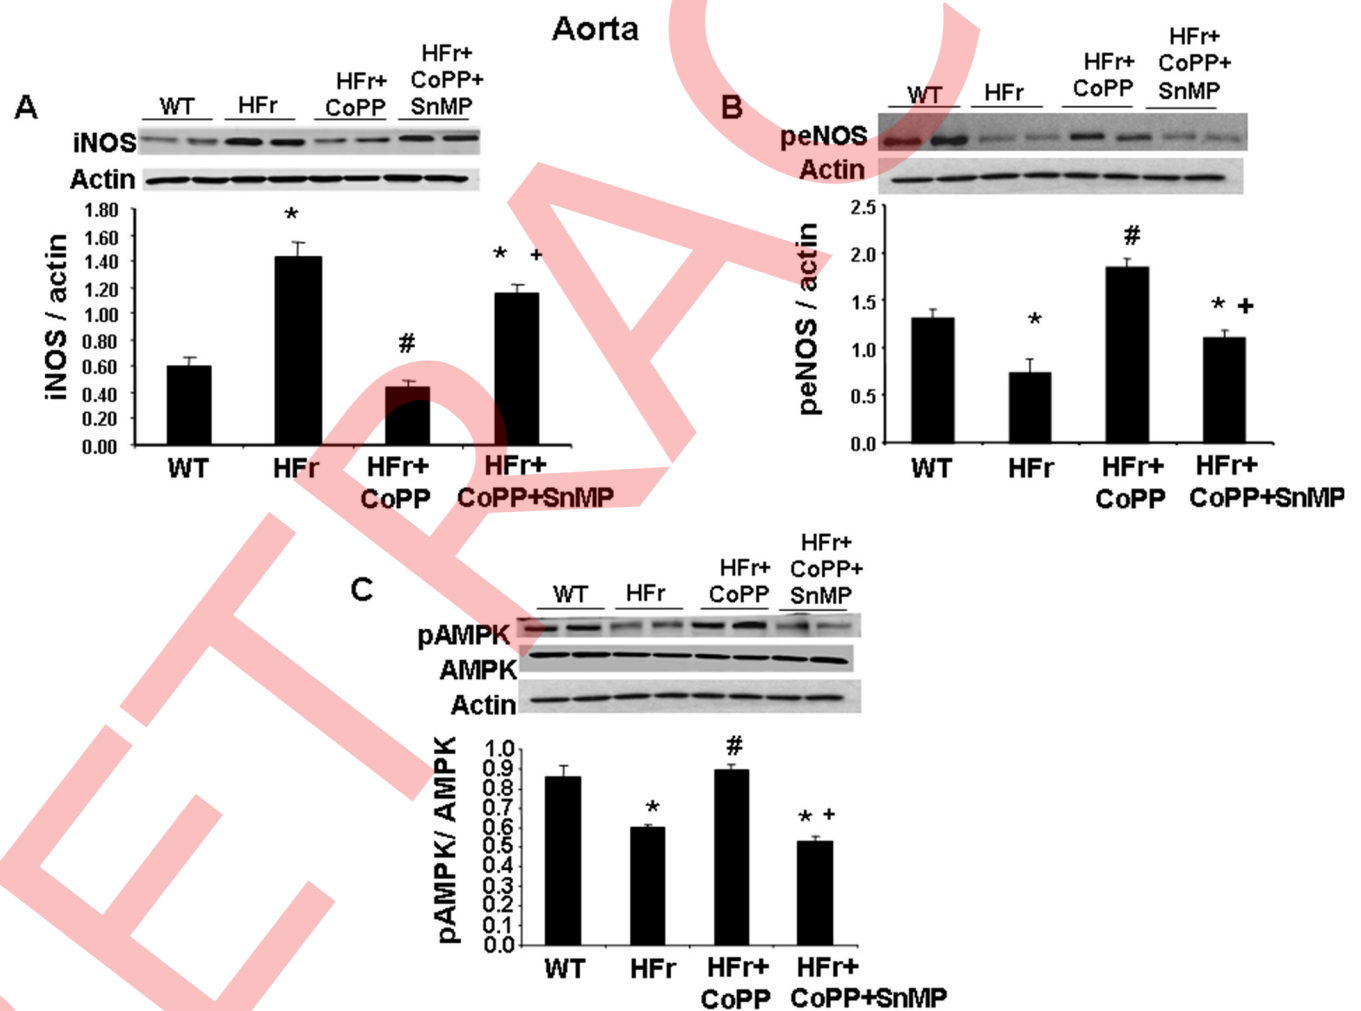 Aorta
A
WT
HFr
HFr+
CoPP
HFr+
CoPP+
SnMP
iNOS
Actin
iNOS / actin
1.80
1.60
1.40
1.20
1.00
0.80
0.60
0.40
0.20
0.00
*
#
* +
WT
HFr
HFr+
CoPP
HFr+
CoPP+SnMP
B
WT
HFr
HFr+
CoPP
HFr+
CoPP+
SnMP
peNOS
Actin
peNOS / actin
2.5
2.0
1.5
1.0
0.5
0.0
*
#
* +
WT
HFr
HFr+
CoPP
HFr+
CoPP+SnMP
C
WT
HFr
HFr+
CoPP
HFr+
CoPP+
SnMP
pAMPK
AMPK
Actin
pAMPK/ AMPK
1.0
0.9
0.8
0.7
0.6
0.5
0.4
0.3
0.2
0.1
0.0
*
#
* +
WT
HFr
HFr+
CoPP
HFr+
CoPP+SnMP
ETRAC